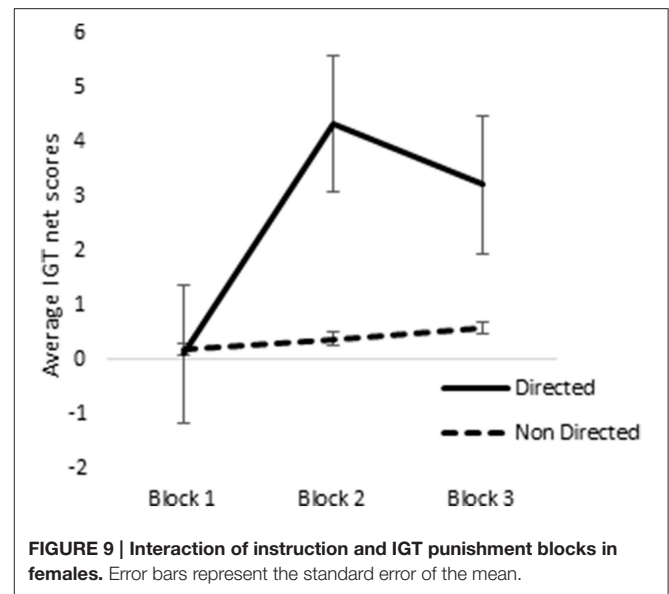 6
5
4
3
2
1
0
-1
-2
Average IGT net scores
Directed
Non Directed
Block 1 Block 2 Block 3
FIGURE 9 | Interaction of instruction and IGT punishment blocks in
females. Error bars represent the standard error of the mean.